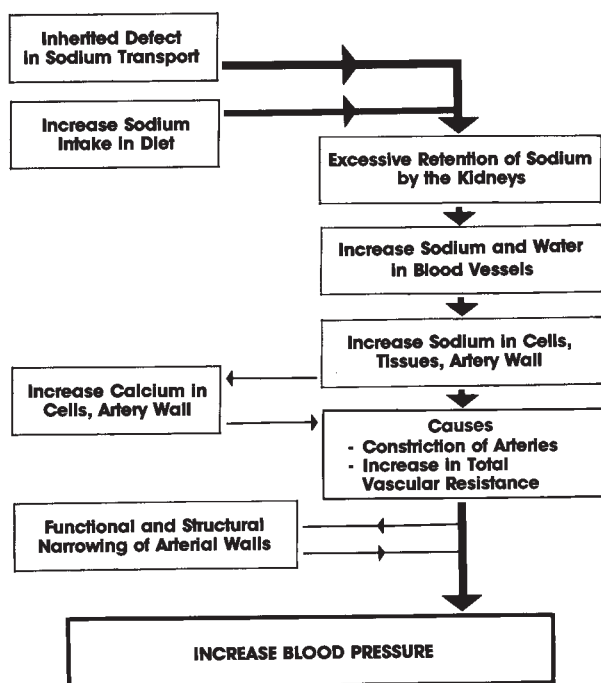 Inherited Defect
in Sodium Transport
Increase Sodium
Intake in Diet
Excessive Retention of Sodium
by the Kidneys
Increase Sodium and Water
in Blood Vessels
Increase Sodium in Cells,
Tissues, Artery Wall
Increase Calcium in
Cells, Artery Wall
Causes
- Constriction of Arteries
- Increase in Total
Vascular Resistance
Functional and Structural
Narrowing of Arterial Walls
INCREASE BLOOD PRESSURE